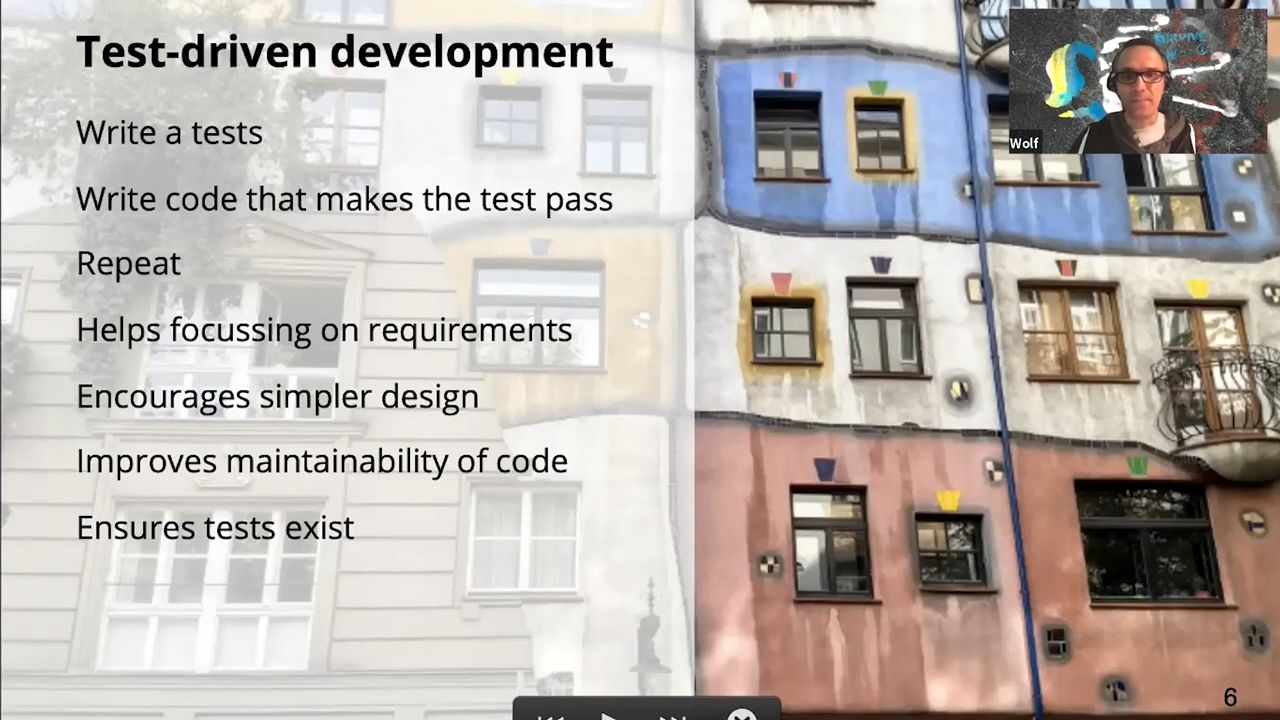 Test-driven development
Write a tests
Write code that makes the test pass
Repeat
Helps focussing on requirements
Encourages simpler design
Improves maintainability of code
Ensures tests exist
Wolf
6